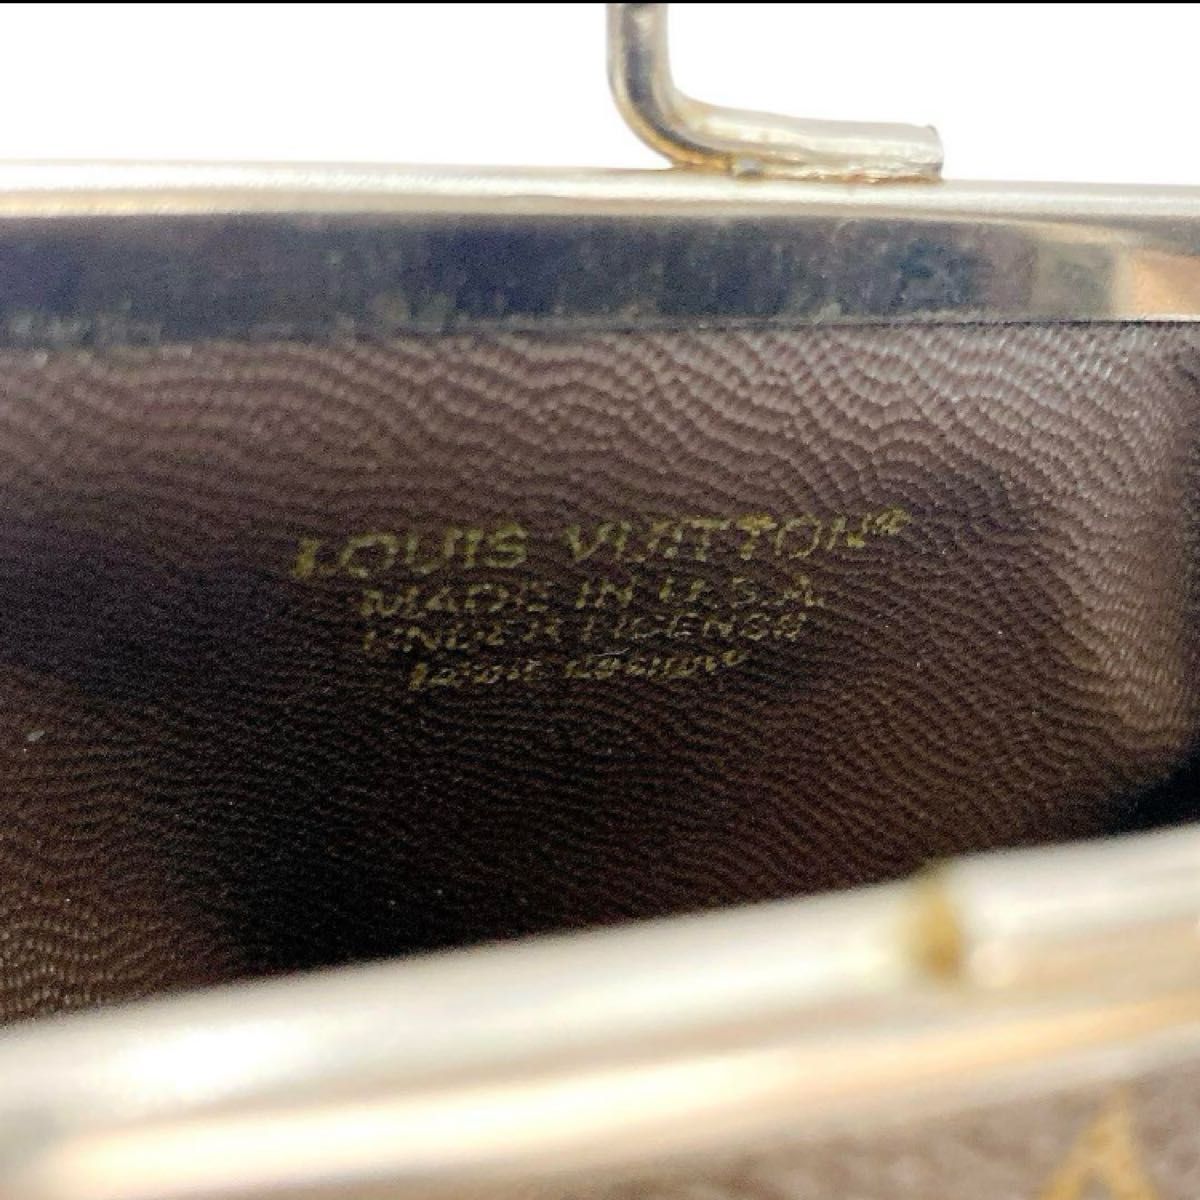 LOUIS VUITTON®
MADE IN U.S.A.
UNDER LICENSE